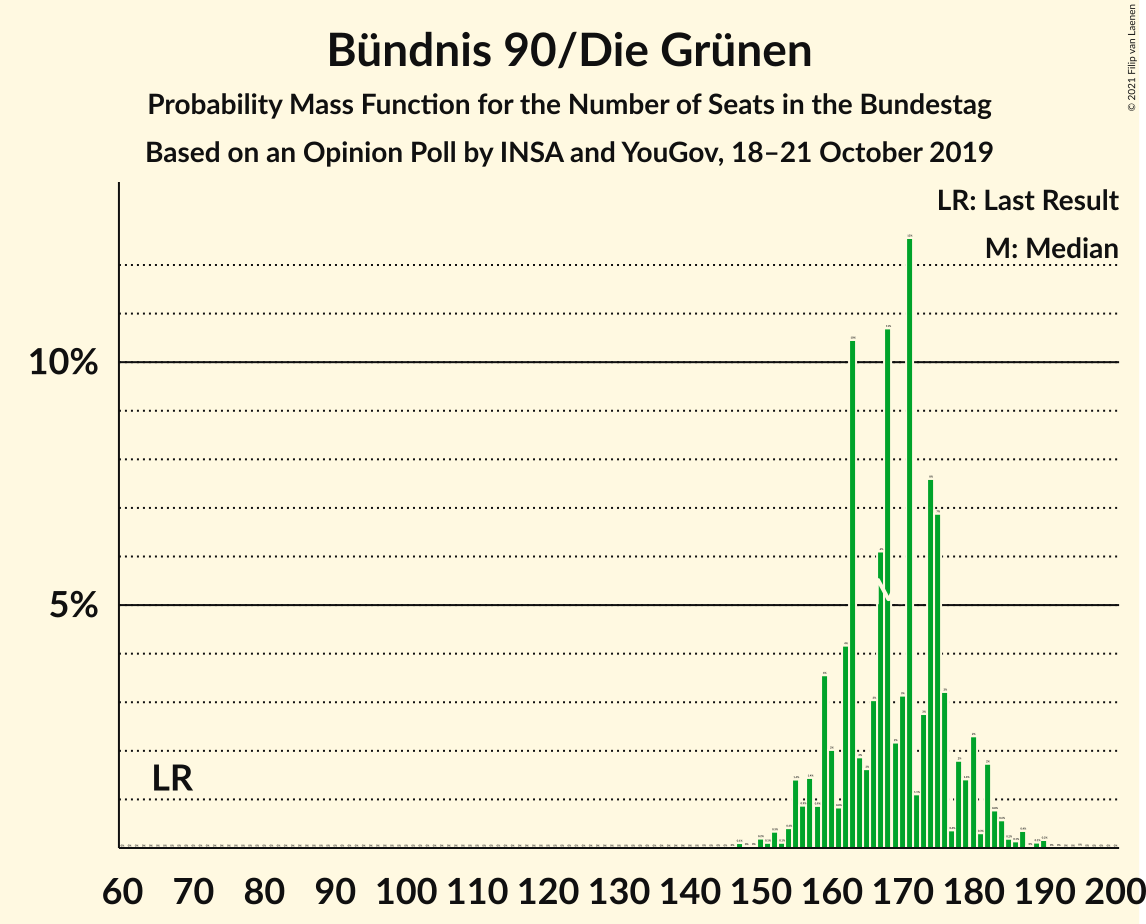 Bündnis 90/Die Grünen
Probability Mass Function for the Number of Seats in the Bundestag
Based on an Opinion Poll by INSA and YouGov, 18–21 October 2019
© 2021 Filip van Laenen
LR: Last Result
M: Median
10%
5%
LR
60 70 80 90 100 110 120 130 140 150 160 170 180 190 200